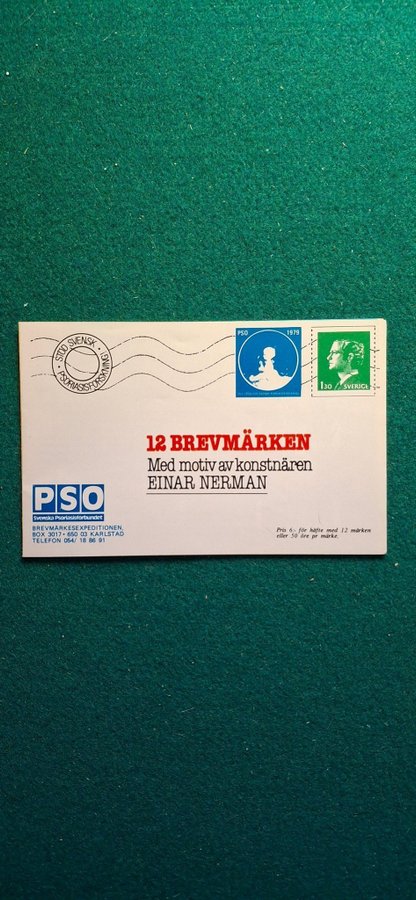 STÖD SVENSK
PSORIASISFORSKNING
PSO 1979
1.30 SVERIGE
12 BREVMÄRKEN
Med motiv av konstnären
EINAR NERMAN
PSO
Svenska Psoriasisförbundet
BREVMÄRKESEXPEDITIONEN,
BOX 3017 • 650 03 KARLSTAD
TELEFON 054/ 18 86 91
Pris 6:- för häfte med 12 märken
eller 50 öre pr märke.